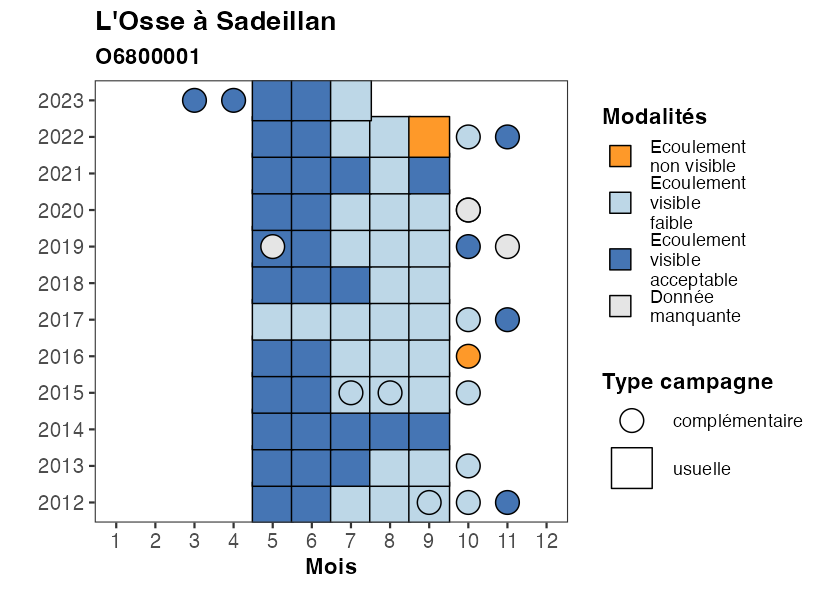 L'Osse à Sadeillan
O6800001
2023
2022
2021
2020
2019
2018
2017
2016
2015
2014
2013
2012
1 2 3 4 5 6 7 8 9 10 11 12
Mois
Modalités
Ecoulement
non visible
Ecoulement
visible
faible
Ecoulement
visible
acceptable
Donnée
manquante
Type campagne
complémentaire
usuelle